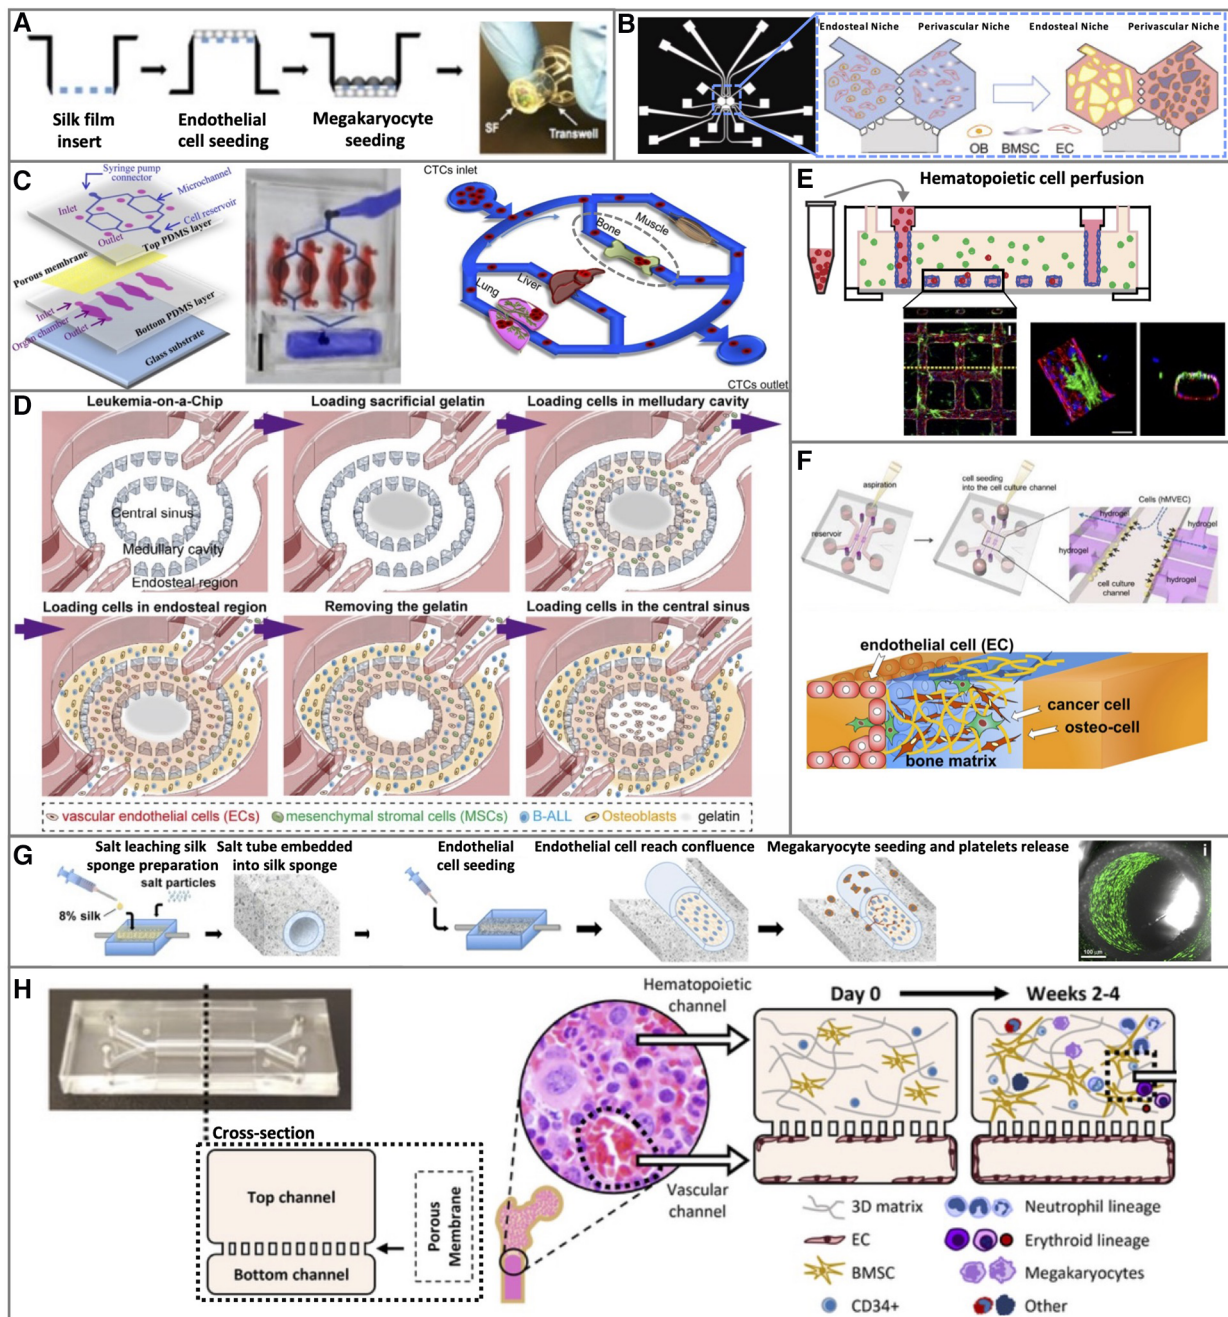 A
Silk film
insert
Endothelial
cell seeding
Megakaryocyte
seeding
SF
Transwell
B
Endosteal Niche
Perivascular Niche
Endosteal Niche
Perivascular Niche
OB
BMSC
EC
C
Syringe pump
connector
Microchannel
Inlet
Cell reservoir
Outlet
Top PDMS layer
Porous membrane
Inlet
Organ chamber
Outlet
Bottom PDMS layer
Glass substrate
CTCs inlet
Bone
Muscle
Liver
Lung
CTCs outlet
E
Hematopoietic cell perfusion
D
Leukemia-on-a-Chip
Loading sacrificial gelatin
Loading cells in melludary cavity
Central sinus
Medullary cavity
Endosteal region
Loading cells in endosteal region
Removing the gelatin
Loading cells in the central sinus
vascular endothelial cells (ECs)
mesenchymal stromal cells (MSCs)
B-ALL
Osteoblasts
gelatin
F
aspiration
reservoir
cell seeding
into the cell culture channel
Cells (hMVEC)
hydrogel
hydrogel
hydrogel
hydrogel
cell culture
channel
endothelial cell (EC)
cancer cell
osteo-cell
bone matrix
G
Salt leaching silk
sponge preparation
salt particles
8% silk
Salt tube embedded
into silk sponge
Endothelial
cell seeding
Endothelial cell reach confluence
Megakaryocyte seeding and platelets release
i
100 µm
H
Cross-section
Top channel
Bottom channel
Porous
Membrane
Hematopoietic
channel
Vascular
channel
Day 0
Weeks 2-4
3D matrix
EC
BMSC
CD34+
Neutrophil lineage
Erythroid lineage
Megakaryocytes
Other